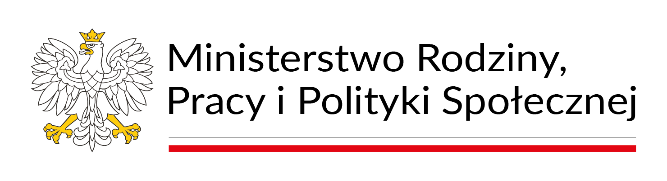 Ministerstwo Rodziny,
Pracy i Polityki Społecznej